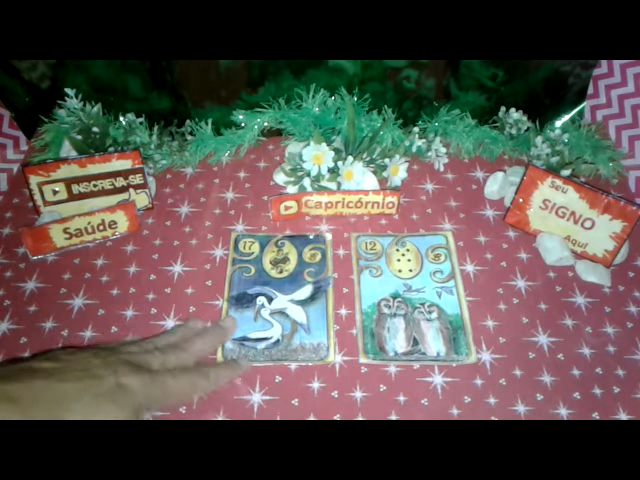 INSCREVA-SE
Saúde
Capricórnio
Seu
SIGNO
Aqui
17
12